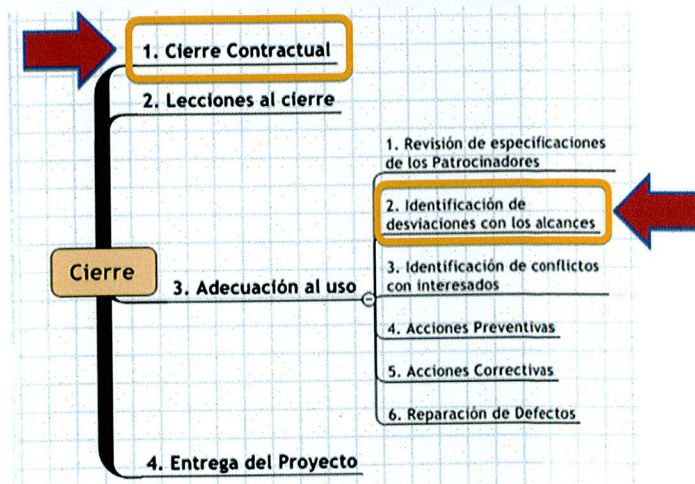 1. Cierre Contractual
2. Lecciones al cierre
Cierre
3. Adecuación al uso
1. Revisión de especificaciones
de los Patrocinadores
2. Identificación de
desviaciones con los alcances
3. Identificación de conflictos
con interesados
4. Acciones Preventivas
5. Acciones Correctivas
6. Reparación de Defectos
4. Entrega del Proyecto